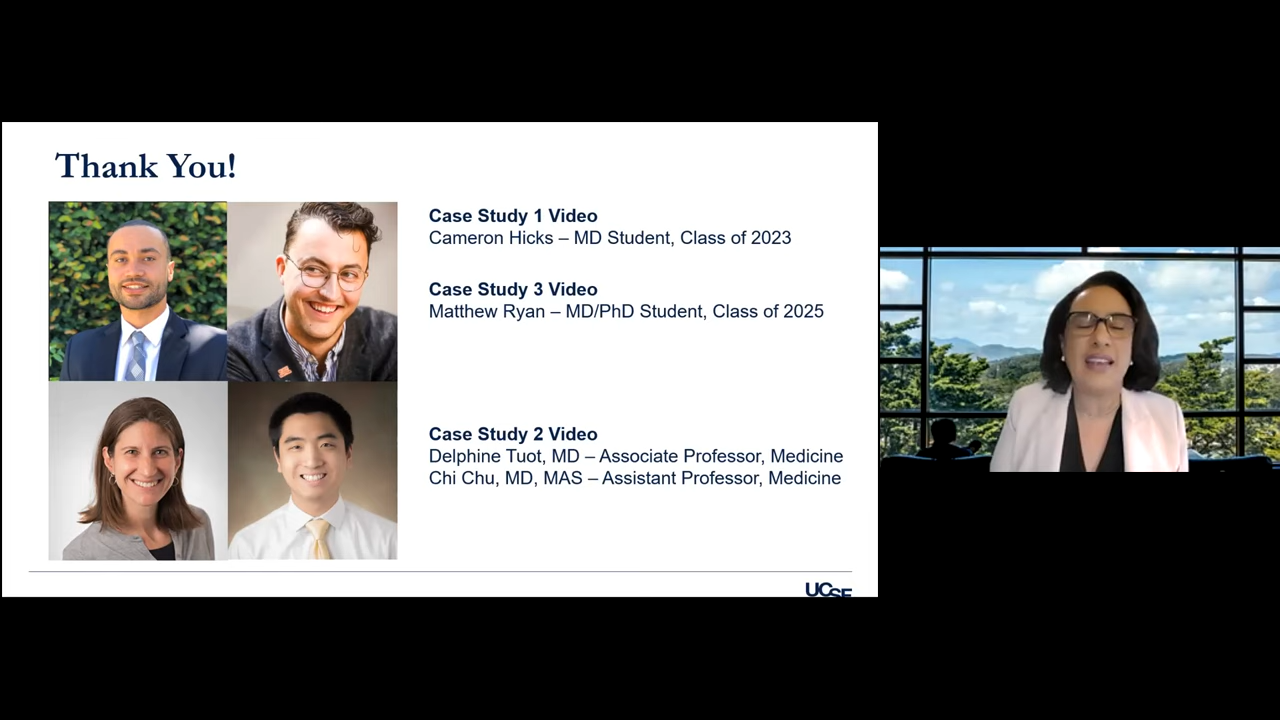 Thank You!
Case Study 1 Video
Cameron Hicks – MD Student, Class of 2023
Case Study 3 Video
Matthew Ryan – MD/PhD Student, Class of 2025
Case Study 2 Video
Delphine Tuot, MD – Associate Professor, Medicine
Chi Chu, MD, MAS – Assistant Professor, Medicine
UCSF